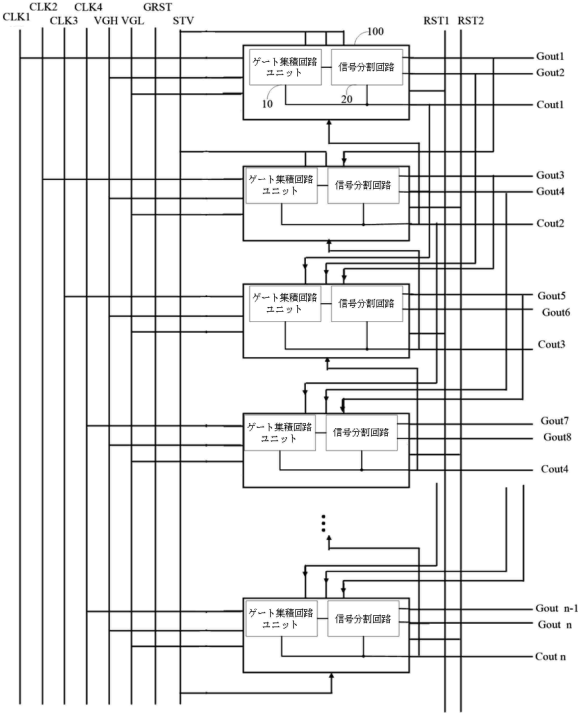 CLK2 CLK4 GRST
CLK1 CLK3 VGH VGL STV RST1 RST2
100
ゲート集積回路
ユニット
信号分割回路
10
20
Gout1
Gout2
Cout1
ゲート集積回路
ユニット
信号分割回路
Gout3
Gout4
Cout2
ゲート集積回路
ユニット
信号分割回路
Gout5
Gout6
Cout3
ゲート集積回路
ユニット
信号分割回路
Gout7
Gout8
Cout4
ゲート集積回路
ユニット
信号分割回路
Gout n-1
Gout n
Cout n